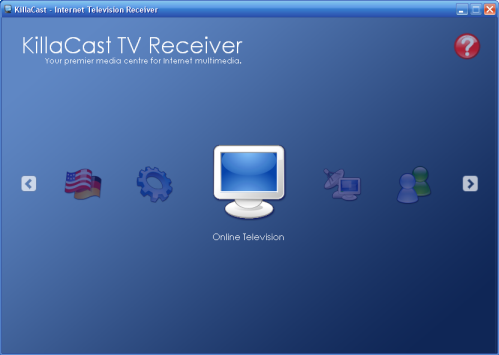 KillaCast - Internet Television Receiver
KillaCast TV Receiver
Your premier media centre for Internet multimedia.
?
Online Television